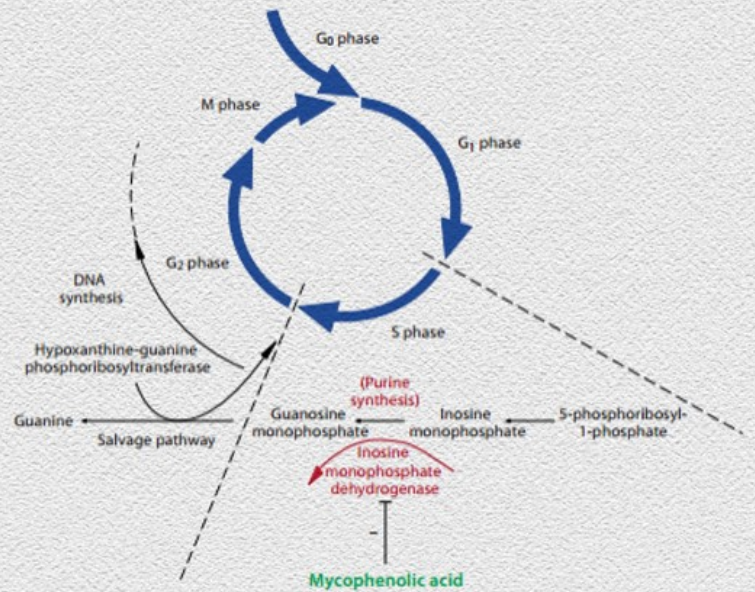 G0 phase
M phase
G1 phase
G2 phase
DNA
synthesis
S phase
Hypoxanthine-guanine
phosphoribosyltransferase
(Purine
synthesis)
Guanine
Salvage pathway
Guanosine
monophosphate
Inosine
monophosphate
5-phosphoribosyl-
1-phosphate
Inosine
monophosphate
dehydrogenase
–
Mycophenolic acid